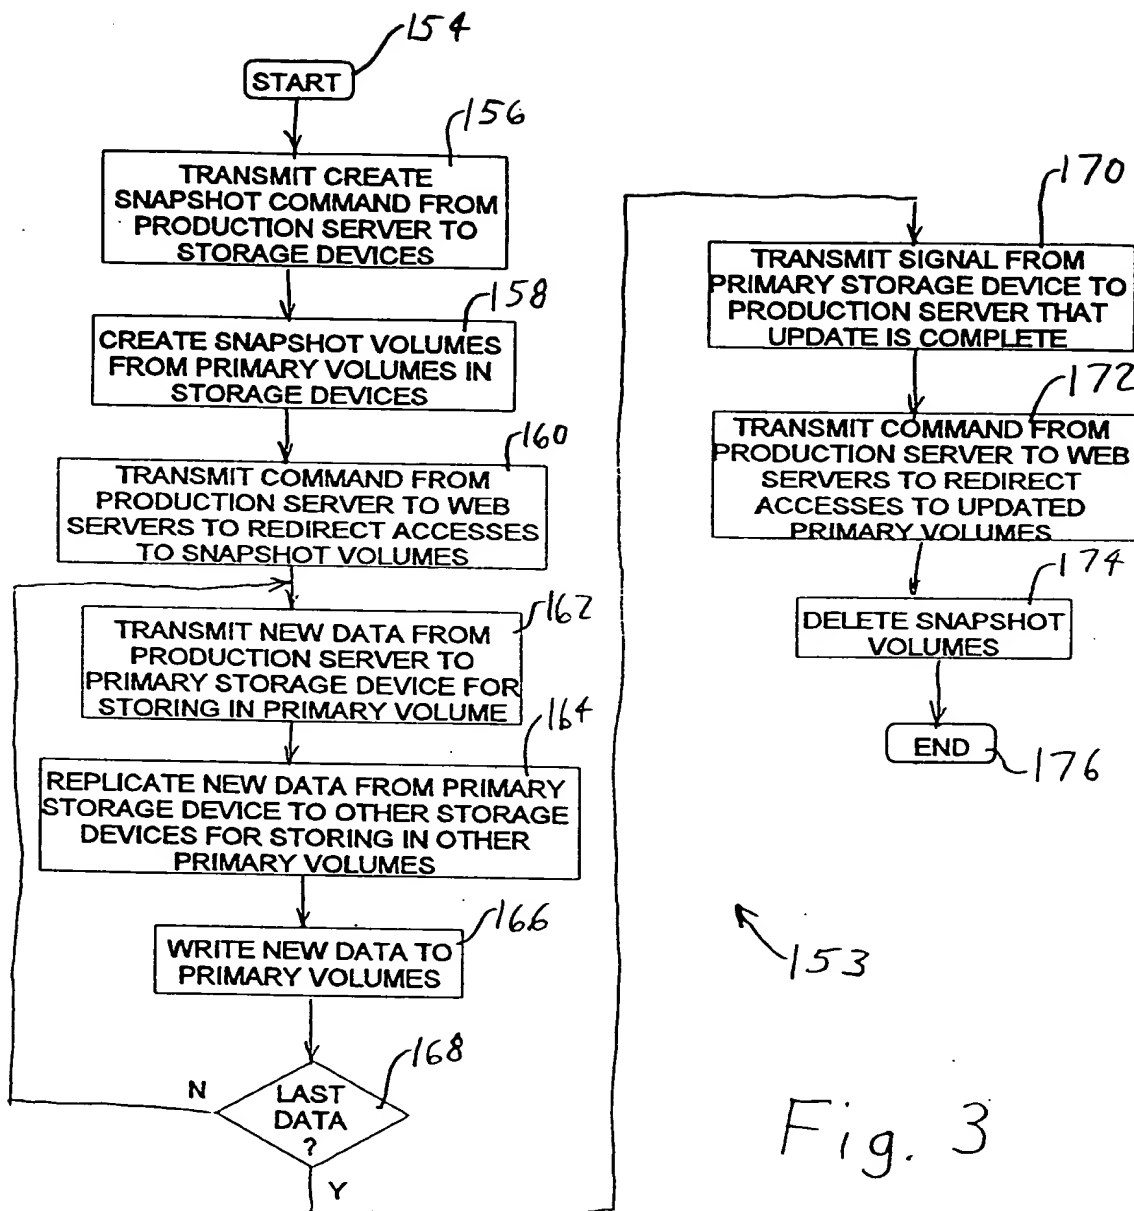 154
START
156
TRANSMIT CREATE
SNAPSHOT COMMAND FROM
PRODUCTION SERVER TO
STORAGE DEVICES
158
CREATE SNAPSHOT VOLUMES
FROM PRIMARY VOLUMES IN
STORAGE DEVICES
160
TRANSMIT COMMAND FROM
PRODUCTION SERVER TO WEB
SERVERS TO REDIRECT ACCESSES
TO SNAPSHOT VOLUMES
162
TRANSMIT NEW DATA FROM
PRODUCTION SERVER TO
PRIMARY STORAGE DEVICE FOR
STORING IN PRIMARY VOLUME
164
REPLICATE NEW DATA FROM PRIMARY
STORAGE DEVICE TO OTHER STORAGE
DEVICES FOR STORING IN OTHER
PRIMARY VOLUMES
166
WRITE NEW DATA TO
PRIMARY VOLUMES
168
LAST
DATA
?
N
Y
170
TRANSMIT SIGNAL FROM
PRIMARY STORAGE DEVICE TO
PRODUCTION SERVER THAT
UPDATE IS COMPLETE
172
TRANSMIT COMMAND FROM
PRODUCTION SERVER TO WEB
SERVERS TO REDIRECT
ACCESSES TO UPDATED
PRIMARY VOLUMES
174
DELETE SNAPSHOT
VOLUMES
END
176
153
Fig. 3